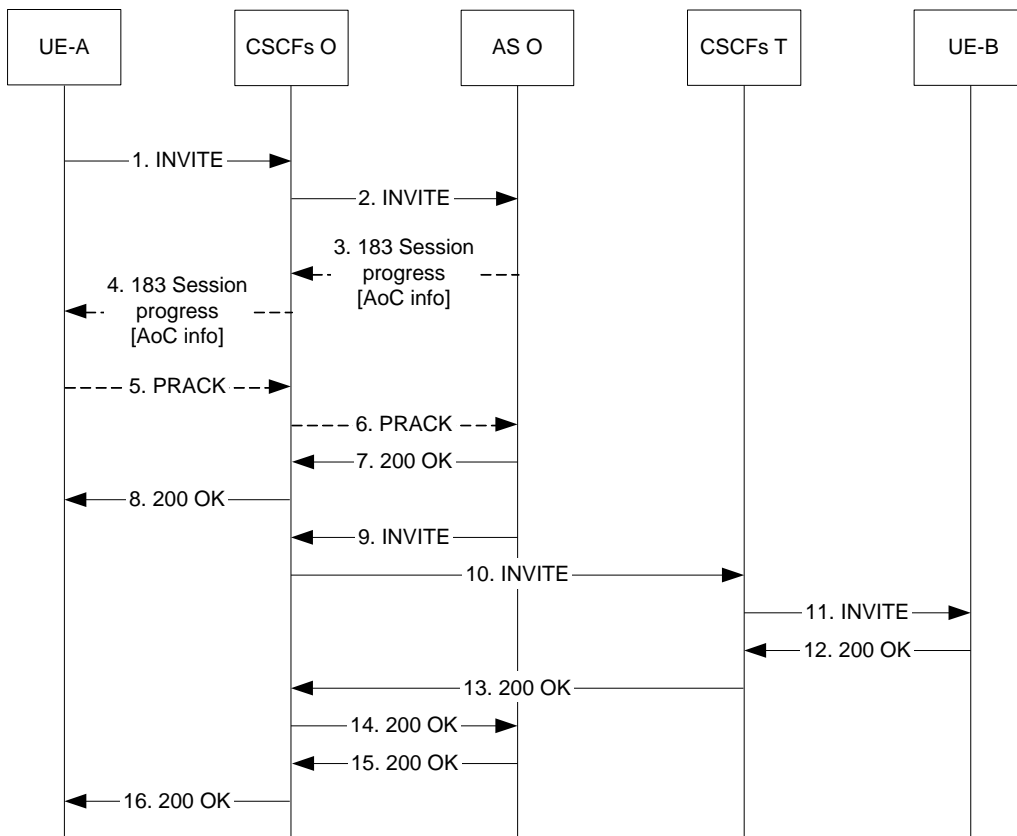 UE-A
CSCFs O
AS O
CSCFs T
UE-B
1. INVITE
2. INVITE
3. 183 Session
progress
[AoC info]
4. 183 Session
progress
[AoC info]
5. PRACK
6. PRACK
7. 200 OK
8. 200 OK
9. INVITE
10. INVITE
11. INVITE
12. 200 OK
13. 200 OK
14. 200 OK
15. 200 OK
16. 200 OK